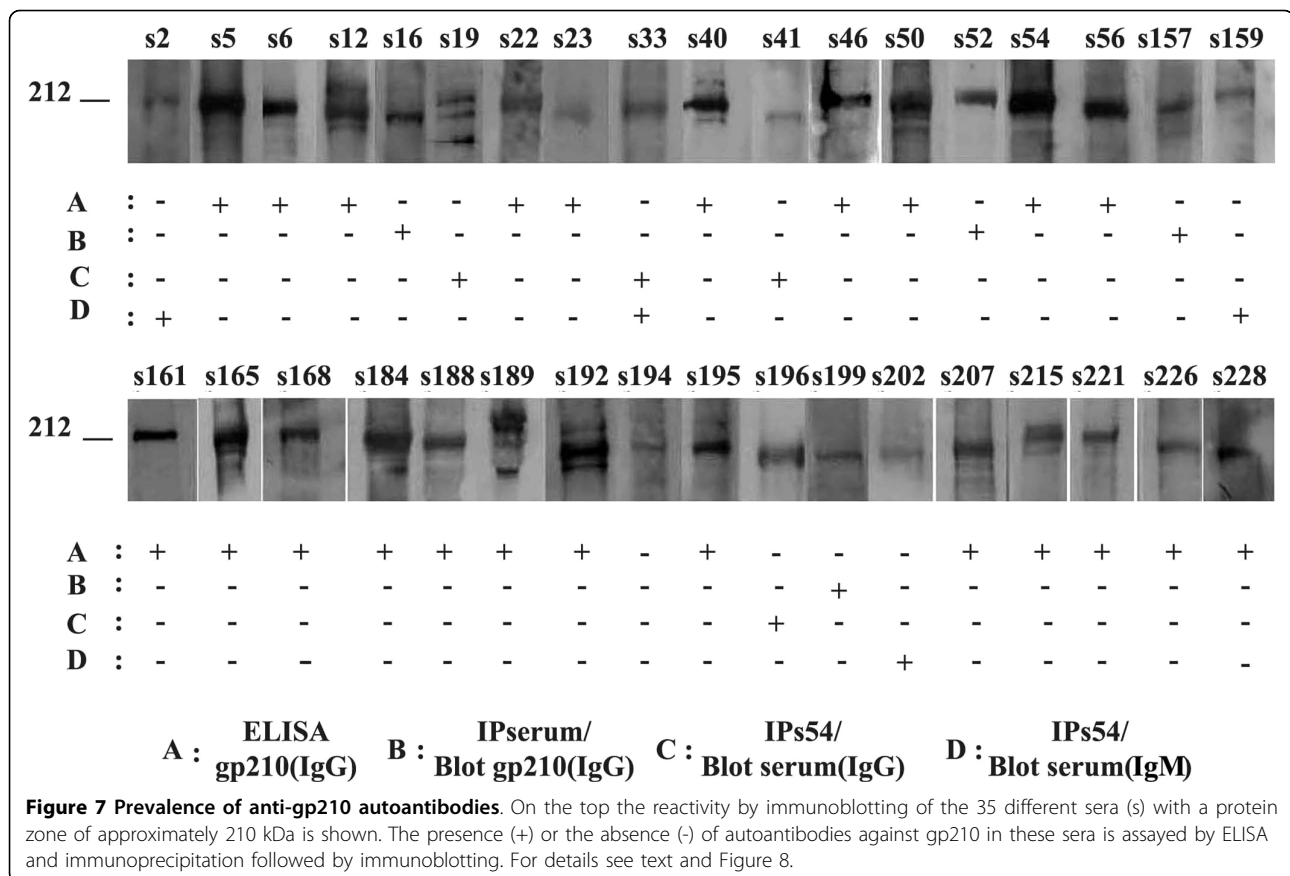 s2 s5 s6 s12 s16 s19 s22 s23 s33 s40 s41 s46 s50 s52 s54 s56 s157 s159
212
A : - + + + - - + + - + - + + - + + - -
B : - - - - + - - - - - - - - + - - + -
C : - - - - - + - - + - + - - - - - - -
D : + - - - - - - - + - - - - - - - - +
s161 s165 s168 s184 s188 s189 s192 s194 s195 s196 s199 s202 s207 s215 s221 s226 s228
212
A : + + + + + + + - + - - - + + + + +
B : - - - - - - - - - - + - - - - - -
C : - - - - - - - - - + - - - - - - -
D : - - - - - - - - - - - + - - - - -
A : ELISA gp210(IgG) B : IPserum/ Blot gp210(IgG) C : IPs54/ Blot serum(IgG) D : IPs54/ Blot serum(IgM)
Figure 7 Prevalence of anti-gp210 autoantibodies. On the top the reactivity by immunoblotting of the 35 different sera (s) with a protein
zone of approximately 210 kDa is shown. The presence (+) or the absence (-) of autoantibodies against gp210 in these sera is assayed by ELISA
and immunoprecipitation followed by immunoblotting. For details see text and Figure 8.